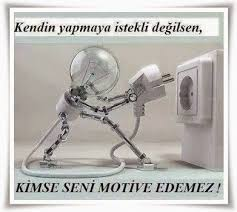 Kendin yapmaya istekli değilsen,
KİMSE SENİ MOTİVE EDEMEZ !